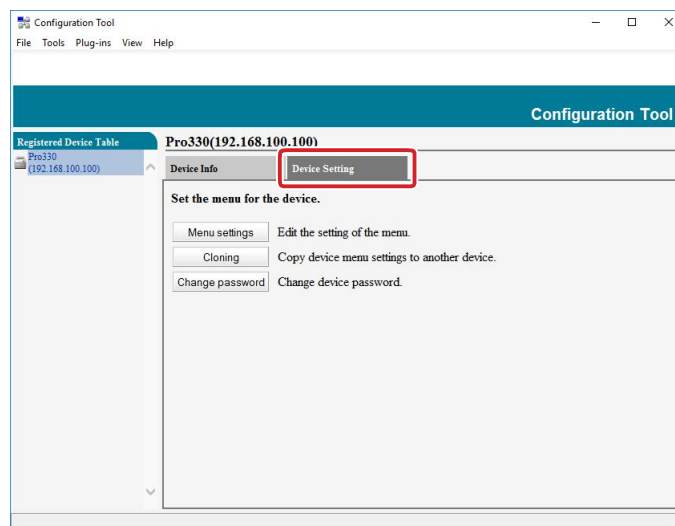 Configuration Tool
File Tools Plug-ins View Help
Configuration Tool
Registered Device Table
Pro330
(192.168.100.100)
Pro330(192.168.100.100)
Device Info Device Setting
Set the menu for the device.
Menu settings Edit the setting of the menu.
Cloning Copy device menu settings to another device.
Change password Change device password.